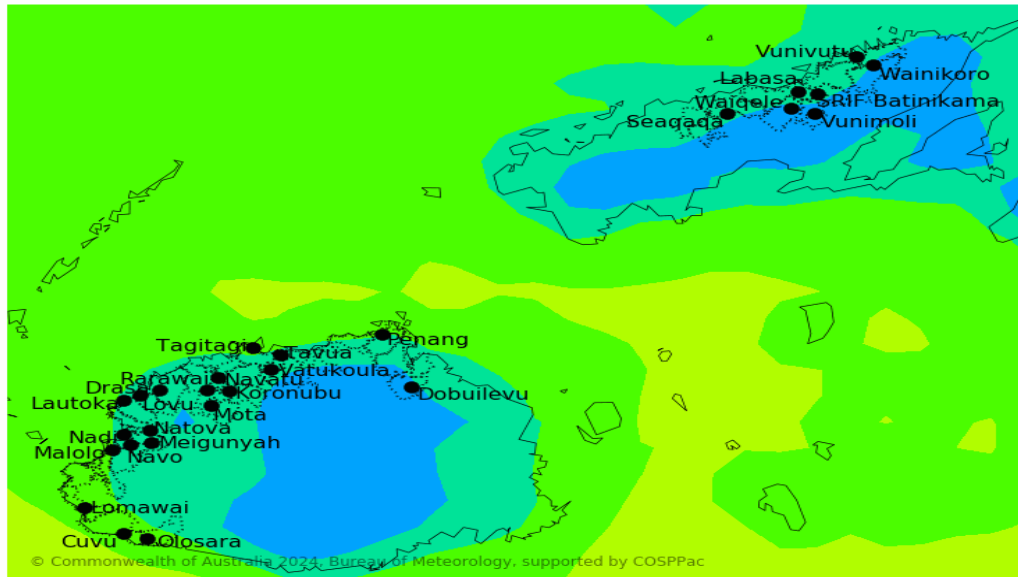 Vunivutu
Wainikoro
Labasa
Waiqele
SRIF Batinikama
Seaqaqa
Vunimoli
Penang
Tagitagi
Tavua
Vatukoula
Rarawai
Navatu
Drasa
Lovu
Koronubu
Dobuilevu
Lautoka
Mota
Natova
Nadi
Meigunyah
Malolo
Navo
Lomawai
Cuvu
Olosara
© Commonwealth of Australia 2024, Bureau of Meteorology, supported by COSPPac